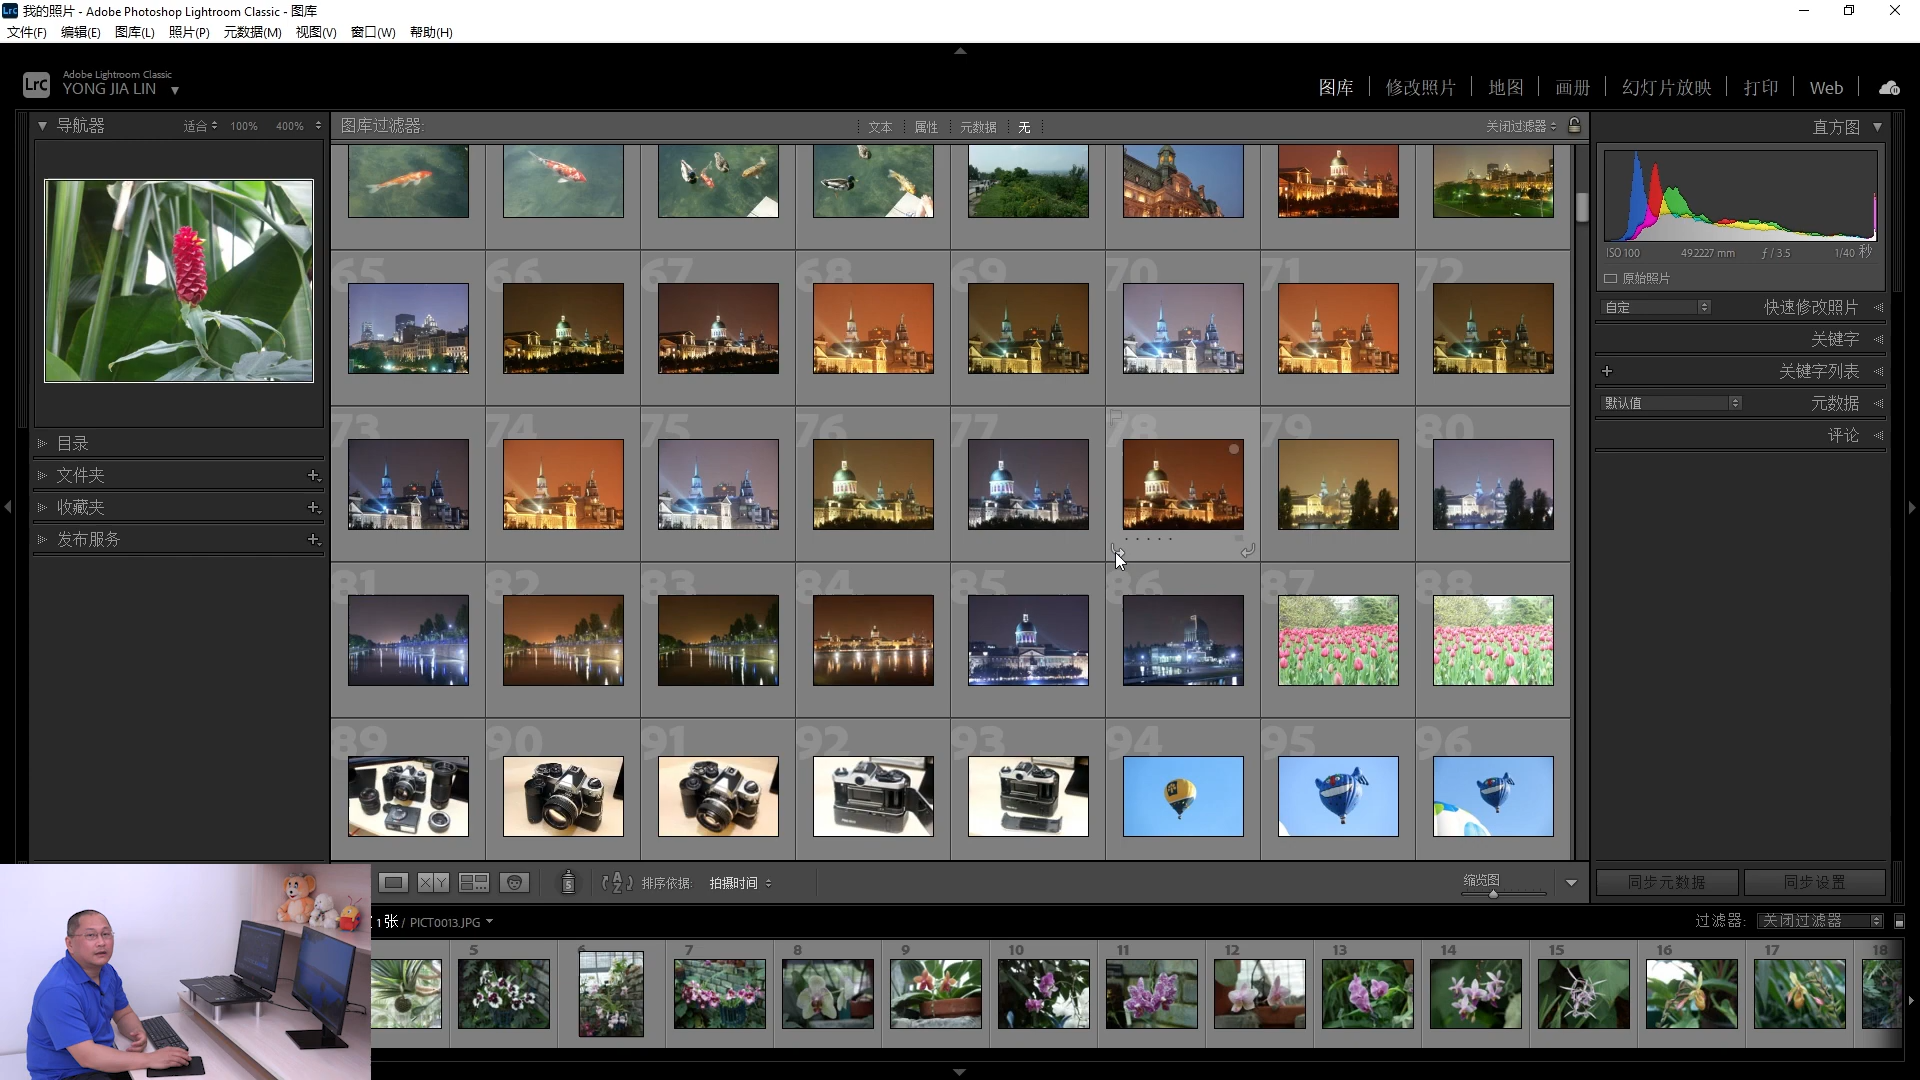 Lrc 我的照片 - Adobe Photoshop Lightroom Classic - 图库
文件(F) 编辑(E) 图库(L) 照片(P) 元数据(M) 视图(V) 窗口(W) 帮助(H)
LrC Adobe Lightroom Classic
YONG JIA LIN
图库 修改照片 地图 画册 幻灯片放映 打印 Web
导航器 适合 100% 400%
图库过滤器: 文本 属性 元数据 无 关闭过滤器
直方图
ISO 100 492227 mm ƒ / 3.5 1/40 秒
原始照片
自定 快速修改照片
关键字
关键字列表
默认值 元数据
评论
目录
文件夹
收藏夹
发布服务
65 66 67 68 69 70 71 72
73 74 75 76 77 78 79 80
81 82 83 84 85 86 87 88
89 90 91 92 93 94 95 96
排序依据: 拍摄时间
缩览图
同步元数据 同步设置
1 张 / PICT0013.JPG
过滤器: 关闭过滤器
5 6 7 8 9 10 11 12 13 14 15 16 17 18